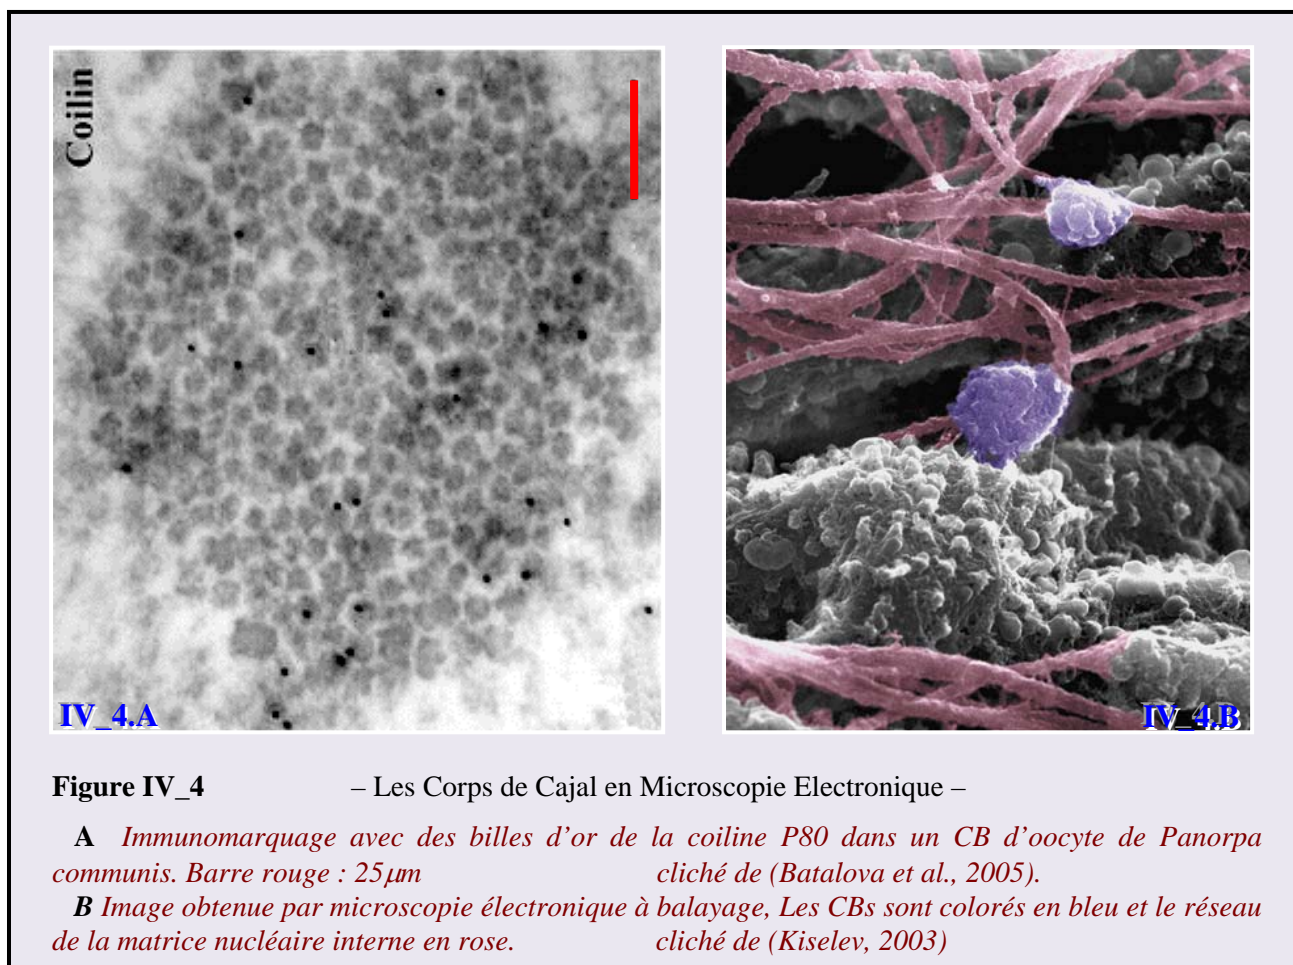 Coilin
IV_4.A
IV_4.B
Figure IV_4 – Les Corps de Cajal en Microscopie Electronique –
A Immunomarquage avec des billes d'or de la coiline P80 dans un CB d'oocyte de Panorpa
communis. Barre rouge : 25μm cliché de (Batalova et al., 2005).
B Image obtenue par microscopie électronique à balayage, Les CBs sont colorés en bleu et le réseau
de la matrice nucléaire interne en rose. cliché de (Kiselev, 2003)